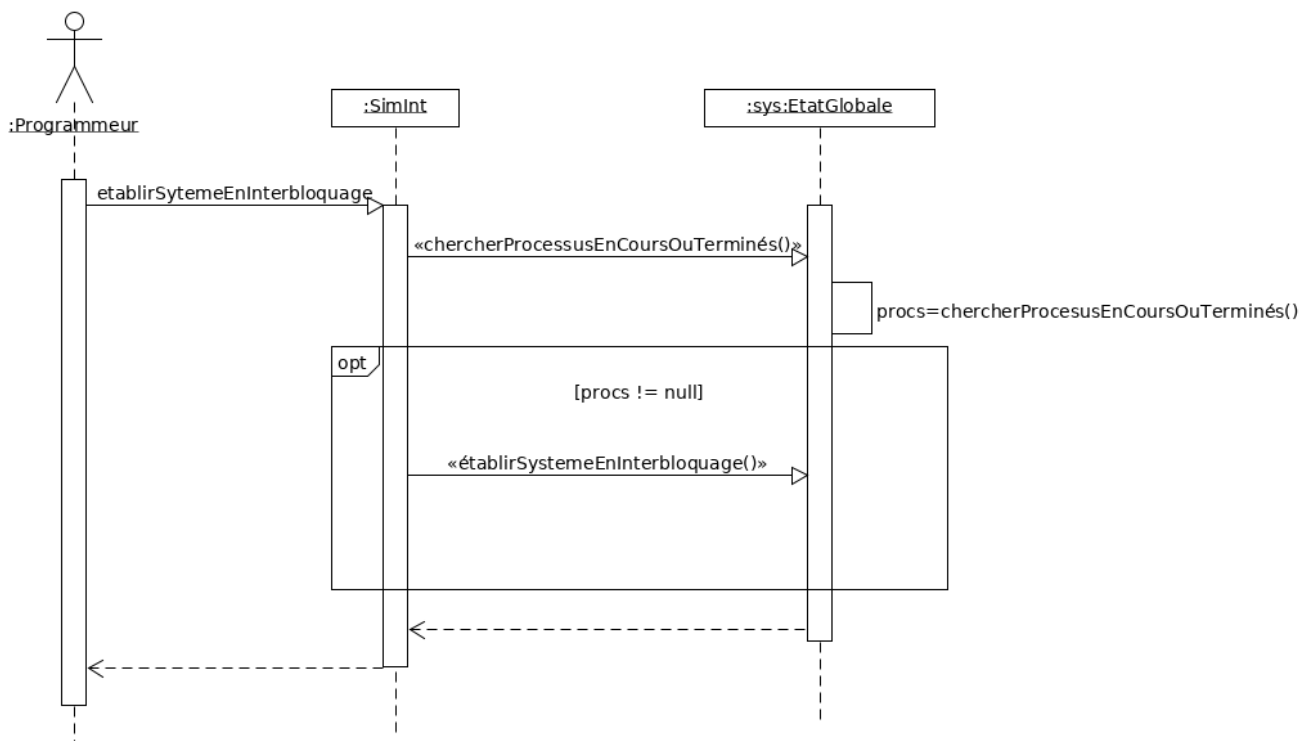 :Programmeur
:SimInt
:sys:EtatGlobale
etablirSytemeEnInterbloquage
«chercherProcessusEnCoursOuTerminés()»
procs=chercherProcesusEnCoursOuTerminés()
opt
[procs != null]
«établirSystemeEnInterbloquage()»